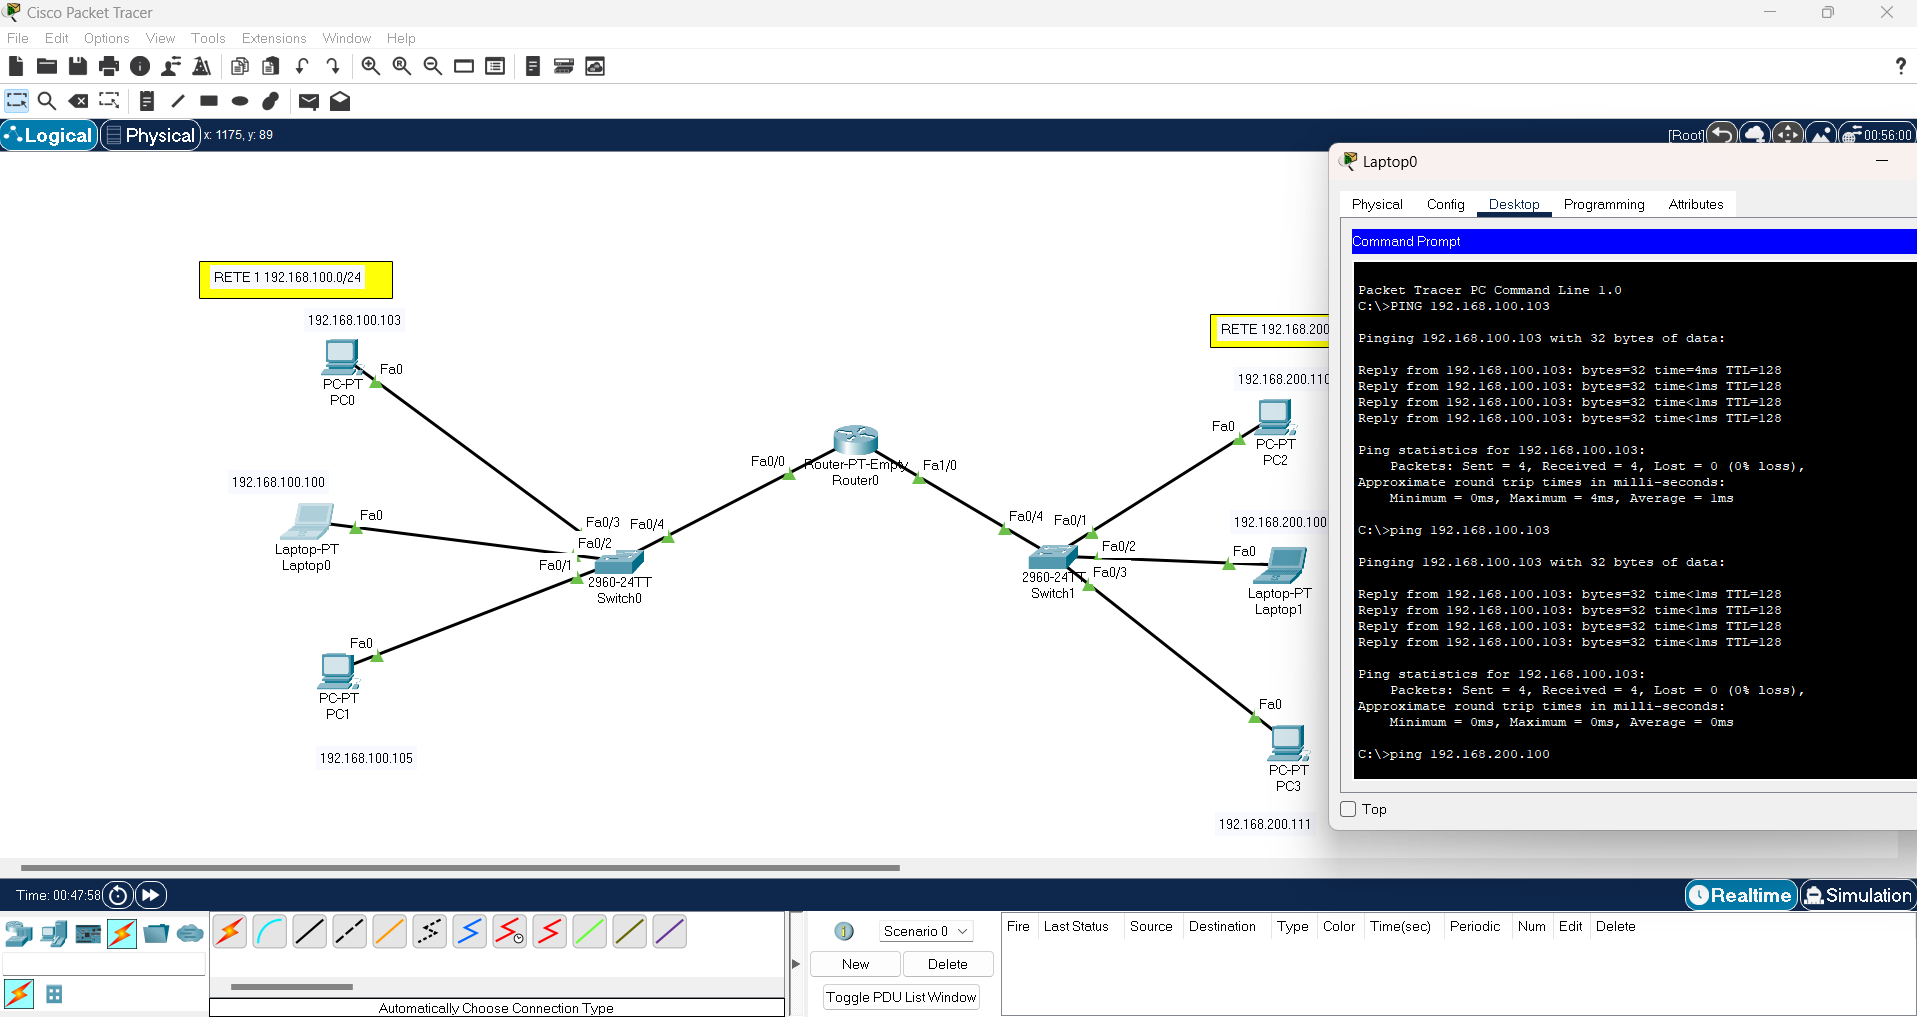 Cisco Packet Tracer
File Edit Options View Tools Extensions Window Help
Logical Physical x: 1175, y: 89 [Root] 00:56:00
RETE 1 192.168.100.0/24
192.168.100.103
Fa0
PC-PT
PC0
192.168.100.100
Fa0
Laptop-PT
Laptop0
Fa0
PC-PT
PC1
192.168.100.105
Fa0/3 Fa0/4
Fa0/2
Fa0/1
2960-24TT
Switch0
Fa0/0
Router-PT-Empty
Router0
Fa1/0
RETE 192.168.200
192.168.200.110
Fa0
PC-PT
PC2
192.168.200.100
Fa0/4 Fa0/1
Fa0/2
Fa0/3
2960-24TT
Switch1
Fa0
Laptop-PT
Laptop1
Fa0
PC-PT
PC3
192.168.200.111
Laptop0
Physical Config Desktop Programming Attributes
Command Prompt
Packet Tracer PC Command Line 1.0
C:\>PING 192.168.100.103
Pinging 192.168.100.103 with 32 bytes of data:
Reply from 192.168.100.103: bytes=32 time=4ms TTL=128
Reply from 192.168.100.103: bytes=32 time<1ms TTL=128
Reply from 192.168.100.103: bytes=32 time<1ms TTL=128
Reply from 192.168.100.103: bytes=32 time<1ms TTL=128
Ping statistics for 192.168.100.103:
Packets: Sent = 4, Received = 4, Lost = 0 (0% loss),
Approximate round trip times in milli-seconds:
Minimum = 0ms, Maximum = 4ms, Average = 1ms
C:\>ping 192.168.100.103
Pinging 192.168.100.103 with 32 bytes of data:
Reply from 192.168.100.103: bytes=32 time<1ms TTL=128
Reply from 192.168.100.103: bytes=32 time<1ms TTL=128
Reply from 192.168.100.103: bytes=32 time<1ms TTL=128
Reply from 192.168.100.103: bytes=32 time<1ms TTL=128
Ping statistics for 192.168.100.103:
Packets: Sent = 4, Received = 4, Lost = 0 (0% loss),
Approximate round trip times in milli-seconds:
Minimum = 0ms, Maximum = 0ms, Average = 0ms
C:\>ping 192.168.200.100
Top
Time: 00:47:58 Realtime Simulation
Scenario 0
New Delete
Toggle PDU List Window
Fire Last Status Source Destination Type Color Time(sec) Periodic Num Edit Delete
Automatically Choose Connection Type